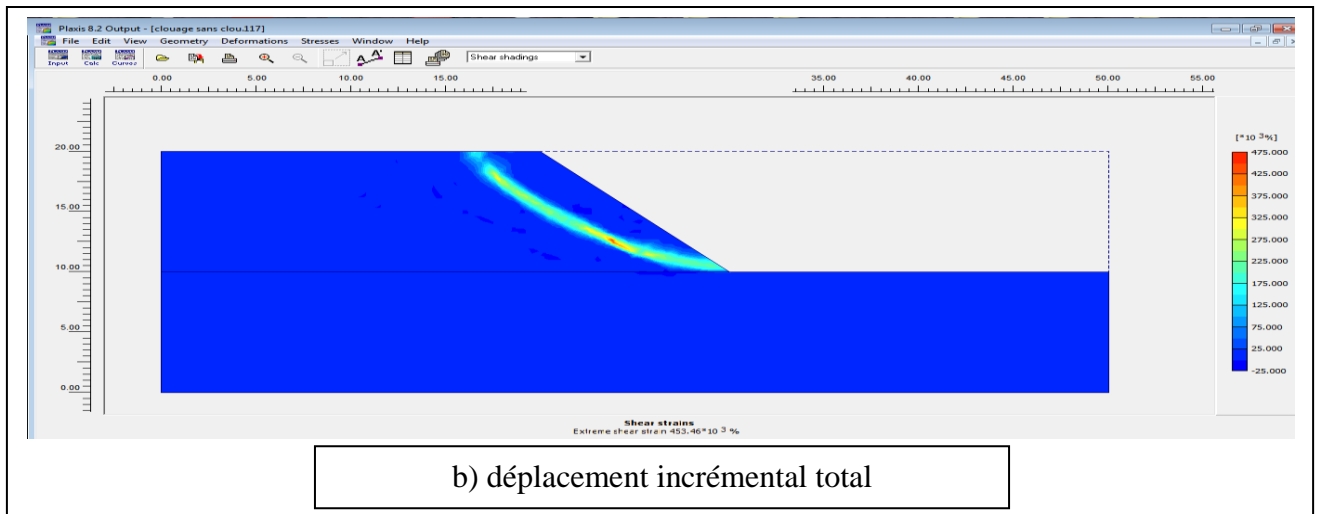 Plaxis 8.2 Output - [clouage sans clou.117]
File Edit View Geometry Deformations Stresses Window Help
Input Calc Curves Shear shadings
0.00 5.00 10.00 15.00 35.00 40.00 45.00 50.00 55.00
20.00
15.00
10.00
5.00
0.00
[*10 3%]
475.000
425.000
375.000
325.000
275.000
225.000
175.000
125.000
75.000
25.000
-25.000
Shear strains
Extreme shear strain 453.46*10 3 %
b) déplacement incrémental total